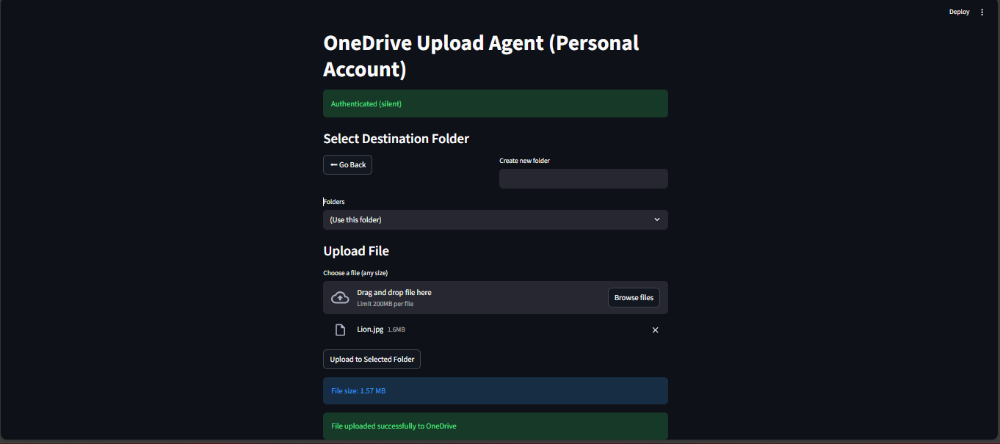 Deploy
OneDrive Upload Agent (Personal
Account)
Authenticated (silent)
Select Destination Folder
Go Back
Create new folder
Folders
(Use this folder)
Upload File
Choose a file (any size)
Drag and drop file here
Limit 200MB per file
Browse files
Lion.jpg 1.6MB
Upload to Selected Folder
File size: 1.57 MB
File uploaded successfully to OneDrive